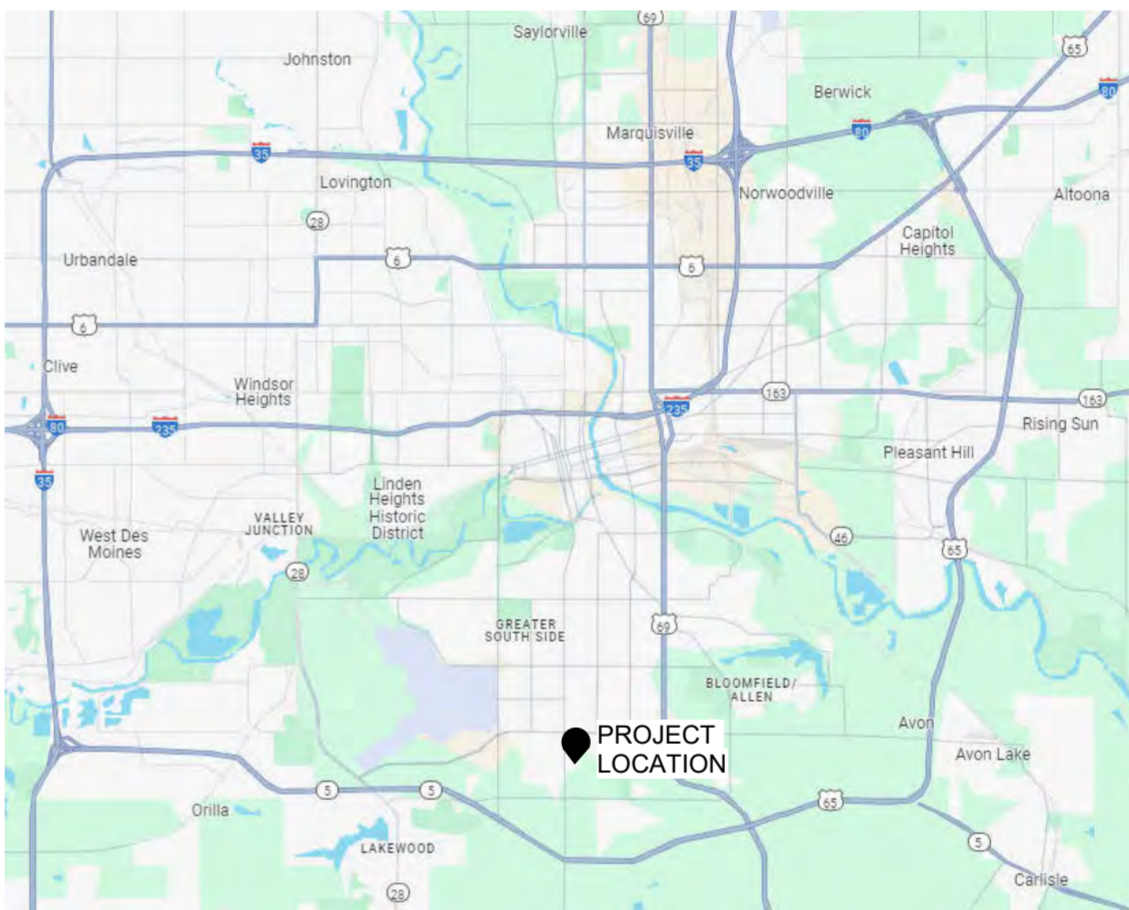 69
Saylorville
65
Johnston
Berwick
80
80
Marquisville
35
35
Lovington
Norwoodville
Altoona
28
Capitol
Heights
Urbandale
6
6
6
Clive
Windsor
Heights
163
163
235
80
235
Rising Sun
Pleasant Hill
35
Linden
Heights
Historic
District
VALLEY
JUNCTION
West Des
Moines
46
65
28
GREATER
SOUTH SIDE
69
BLOOMFIELD/
ALLEN
Avon
PROJECT
LOCATION
Avon Lake
5
5
65
Orilla
LAKEWOOD
5
Carlisle
28